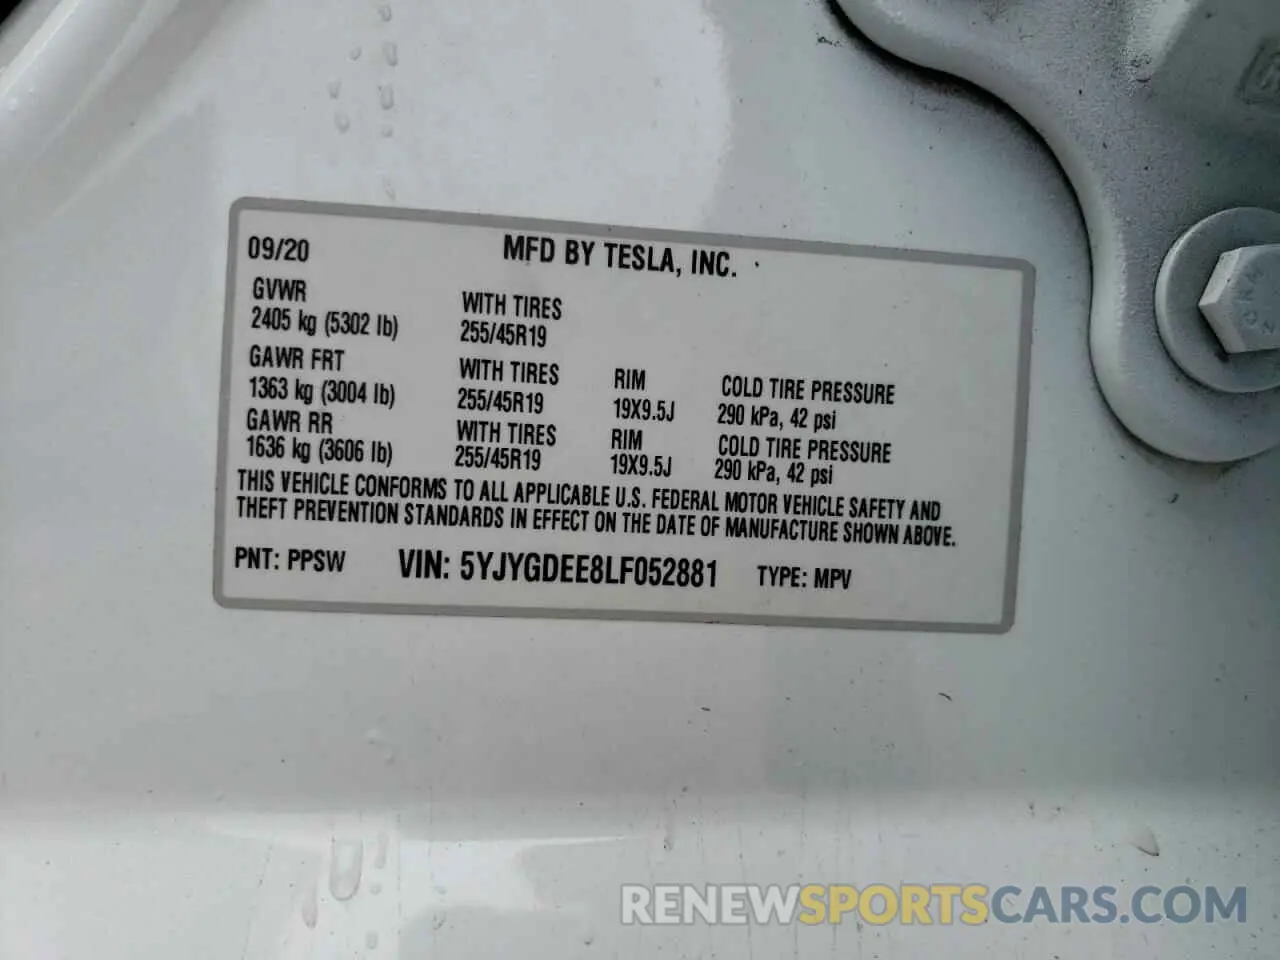 09/20 MFD BY TESLA, INC.
GVWR WITH TIRES
2405 kg (5302 lb) 255/45R19
GAWR FRT WITH TIRES RIM COLD TIRE PRESSURE
1363 kg (3004 lb) 255/45R19 19X9.5J 290 kPa, 42 psi
GAWR RR WITH TIRES RIM COLD TIRE PRESSURE
1636 kg (3606 lb) 255/45R19 19X9.5J 290 kPa, 42 psi
THIS VEHICLE CONFORMS TO ALL APPLICABLE U.S. FEDERAL MOTOR VEHICLE SAFETY AND
THEFT PREVENTION STANDARDS IN EFFECT ON THE DATE OF MANUFACTURE SHOWN ABOVE.
PNT: PPSW VIN: 5YJYGDEE8LF052881 TYPE: MPV
RENEWSPORTSCARS.COM